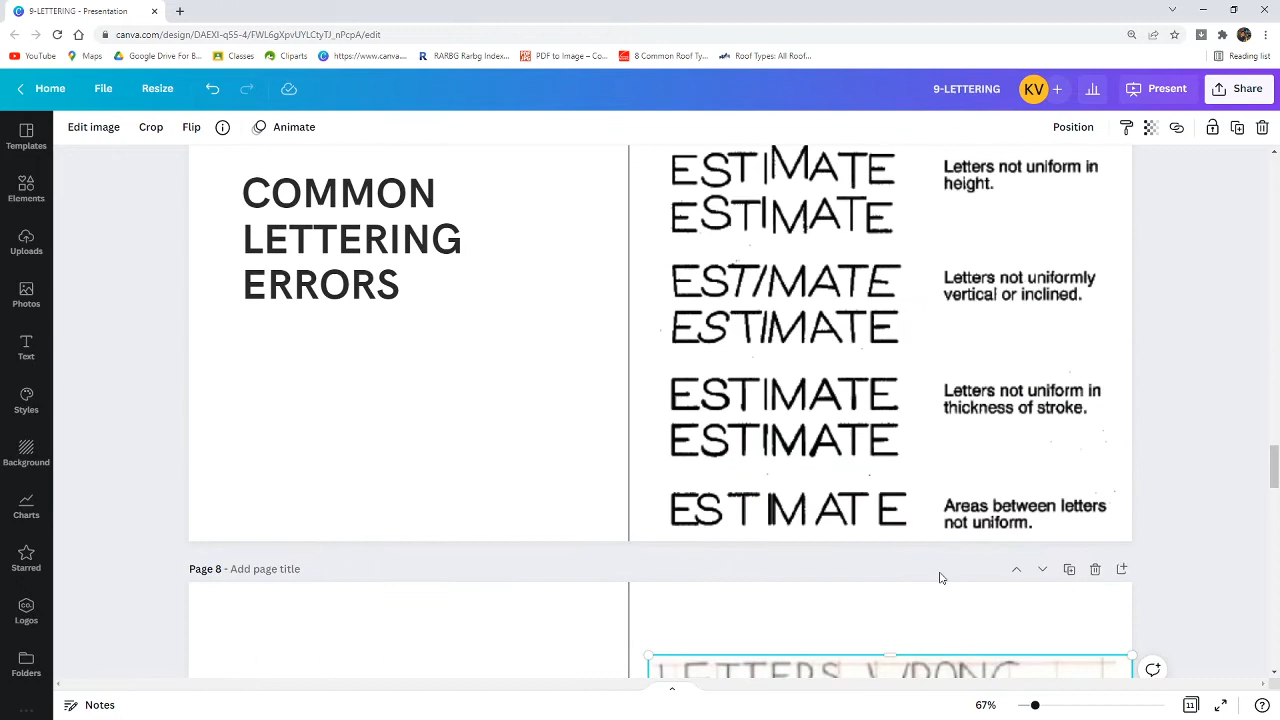 9-LETTERING - Presentation
canva.com/design/DAEXI-q5S-4/FWL6gXpvUYLCtyTJ_nPcpA/edit
YouTube
Maps
Google Drive For B...
Classes
Cliparts
https://www.canva....
RARBG Rarbg Index...
PDF to Image – Co...
8 Common Roof Ty...
Roof Types: All Roof...
Reading list
Home
File
Resize
9-LETTERING
KV
Present
Share
Edit image
Crop
Flip
Animate
Position
Templates
Elements
Uploads
Photos
Text
Styles
Background
Charts
Starred
CO.
Logos
Folders
COMMON
LETTERING
ERRORS
ESTIMATE
ESTIMATE
Letters not uniform in
height.
ESTIMATE
ESTIMATE
Letters not uniformly
vertical or inclined.
ESTIMATE
ESTIMATE
Letters not uniform in
thickness of stroke.
ESTIMATE
Areas between letters
not uniform.
Page 8 - Add page title
LETTERS WRONG
Notes
67%
11